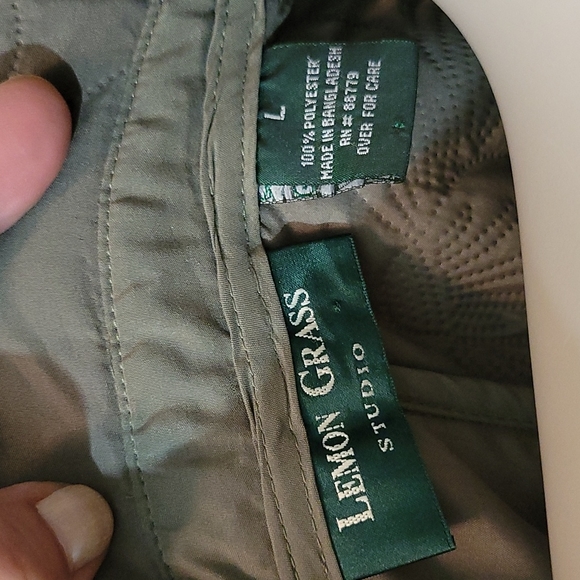 L
100% POLYESTER
MADE IN BANGLADESH
RN# 88779
OVER FOR CARE
LEMON GRASS
STUDIO